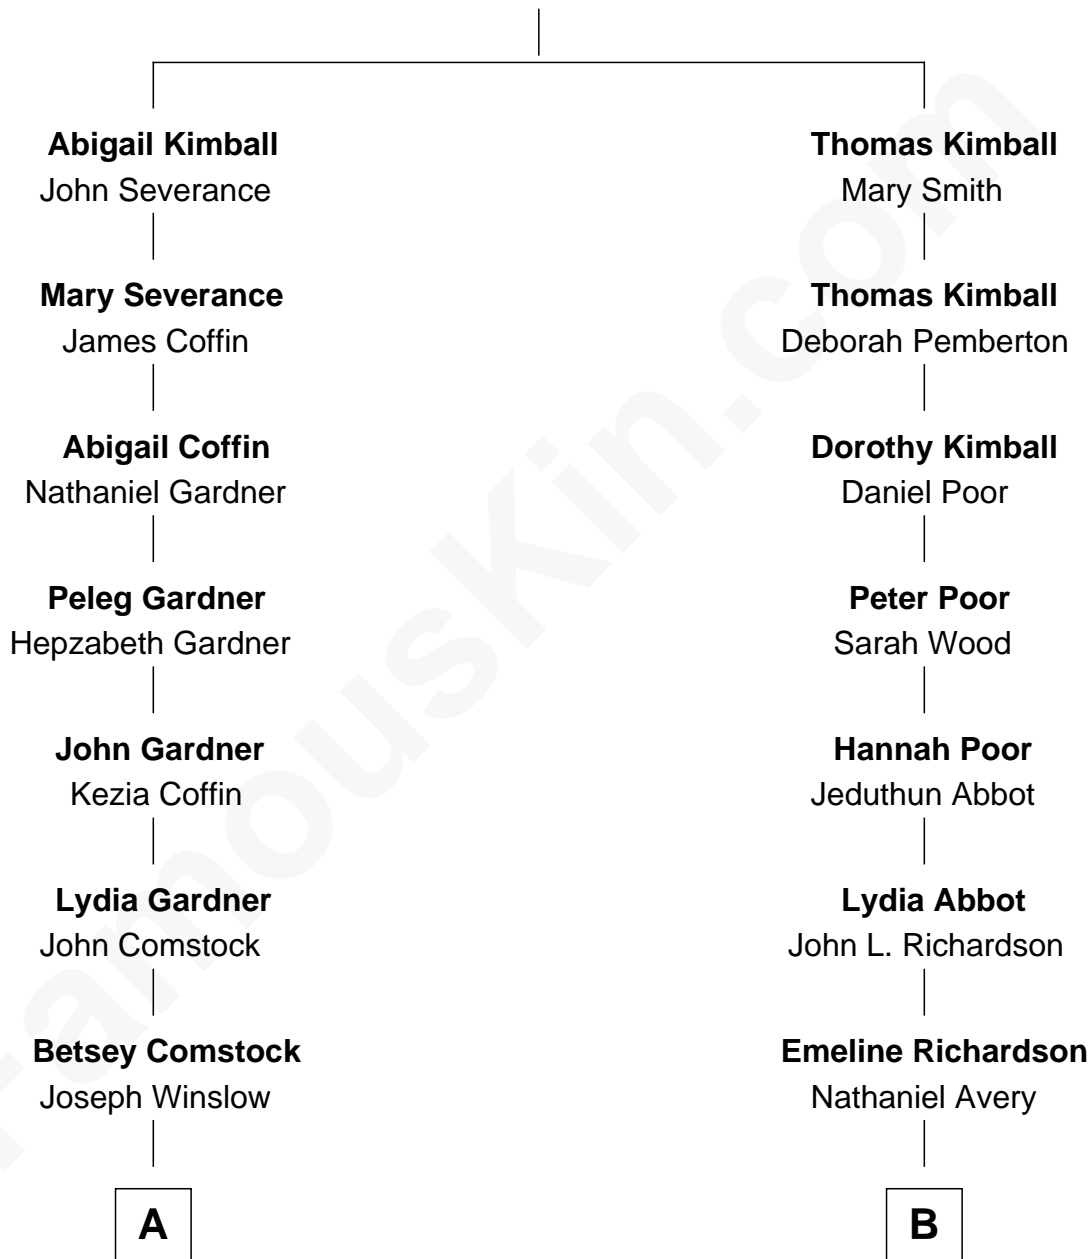 Abigail Kimball
John Severance
Mary Severance
James Coffin
Abigail Coffin
Nathaniel Gardner
Peleg Gardner
Hepzabeth Gardner
John Gardner
Kezia Coffin
Lydia Gardner
John Comstock
Betsey Comstock
Joseph Winslow
A
Thomas Kimball
Mary Smith
Thomas Kimball
Deborah Pemberton
Dorothy Kimball
Daniel Poor
Peter Poor
Sarah Wood
Hannah Poor
Jeduthun Abbot
Lydia Abbot
John L. Richardson
Emeline Richardson
Nathaniel Avery
B
FamousKin.com